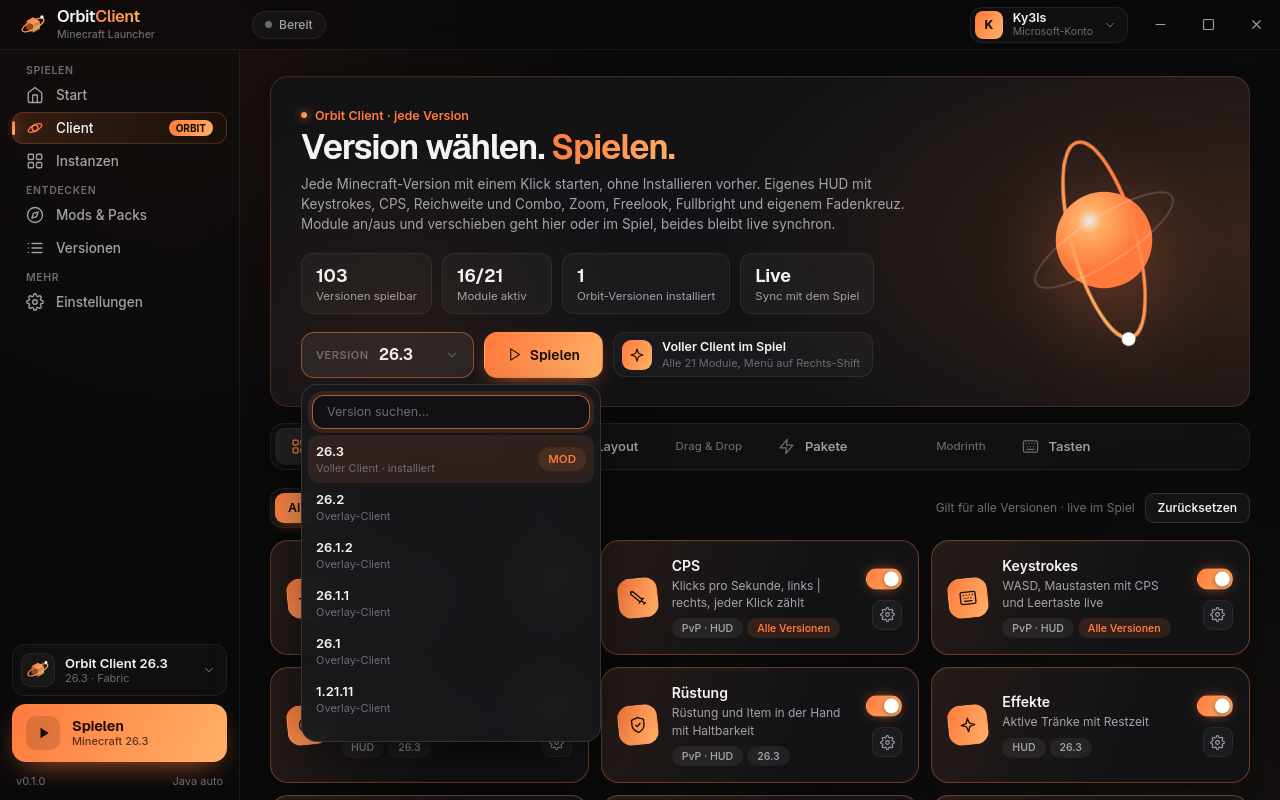 OrbitClient
Minecraft Launcher
Bereit
K
Ky3ls
Microsoft-Konto
SPIELEN
Start
Client
ORBIT
Instanzen
ENTDECKEN
Mods & Packs
Versionen
MEHR
Einstellungen
Orbit Client 26.3
26.3 · Fabric
Spielen
Minecraft 26.3
v0.1.0
Java auto
Orbit Client · jede Version
Version wählen. Spielen.
Jede Minecraft-Version mit einem Klick starten, ohne Installieren vorher. Eigenes HUD mit
Keystrokes, CPS, Reichweite und Combo, Zoom, Freelook, Fullbright und eigenem Fadenkreuz.
Module an/aus und verschieben geht hier oder im Spiel, beides bleibt live synchron.
103
Versionen spielbar
16/21
Module aktiv
1
Orbit-Versionen installiert
Live
Sync mit dem Spiel
VERSION 26.3
Spielen
Voller Client im Spiel
Alle 21 Module, Menü auf Rechts-Shift
Version suchen...
26.3
Voller Client · installiert
MOD
26.2
Overlay-Client
26.1.2
Overlay-Client
26.1.1
Overlay-Client
26.1
Overlay-Client
1.21.11
Overlay-Client
Drag & Drop
Pakete
Modrinth
Tasten
Gilt für alle Versionen · live im Spiel
Zurücksetzen
CPS
Klicks pro Sekunde, links |
rechts, jeder Klick zählt
PvP · HUD
Alle Versionen
Keystrokes
WASD, Maustasten mit CPS
und Leertaste live
PvP · HUD
Alle Versionen
HUD
26.3
Rüstung
Rüstung und Item in der Hand
mit Haltbarkeit
PvP · HUD
26.3
Effekte
Aktive Tränke mit Restzeit
HUD
26.3